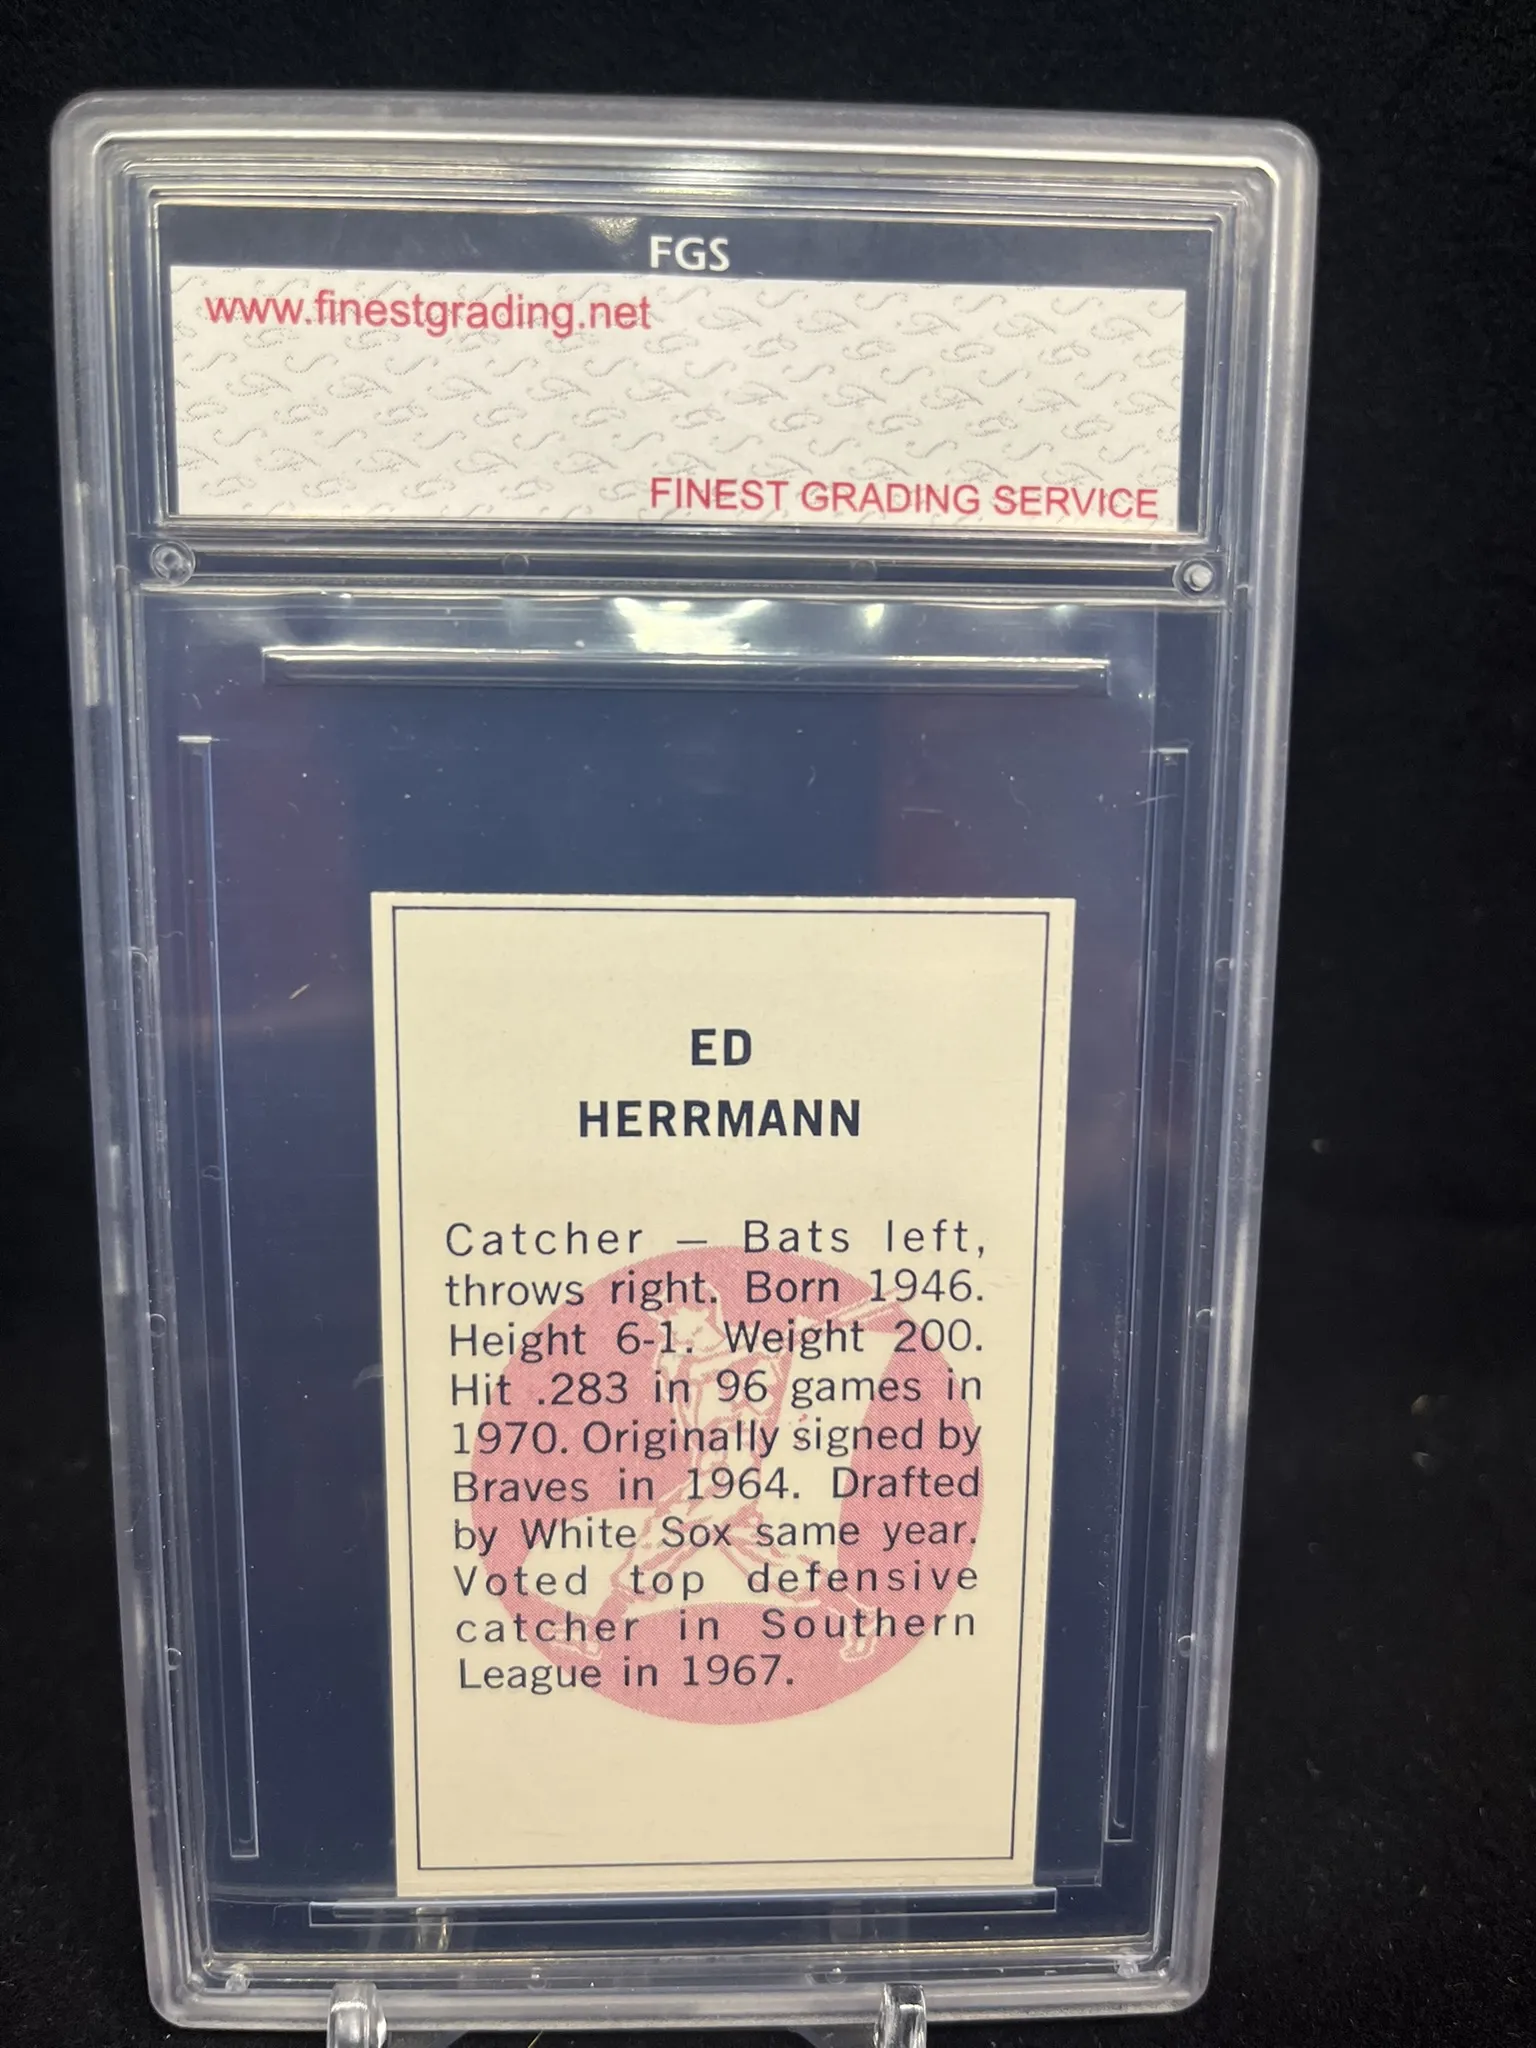 FGS
www.finestgrading.net
FINEST GRADING SERVICE
ED
HERRMANN
Catcher — Bats left,
throws right. Born 1946.
Height 6-1. Weight 200.
Hit .283 in 96 games in
1970. Originally signed by
Braves in 1964. Drafted
by White Sox same year.
Voted top defensive
catcher in Southern
League in 1967.